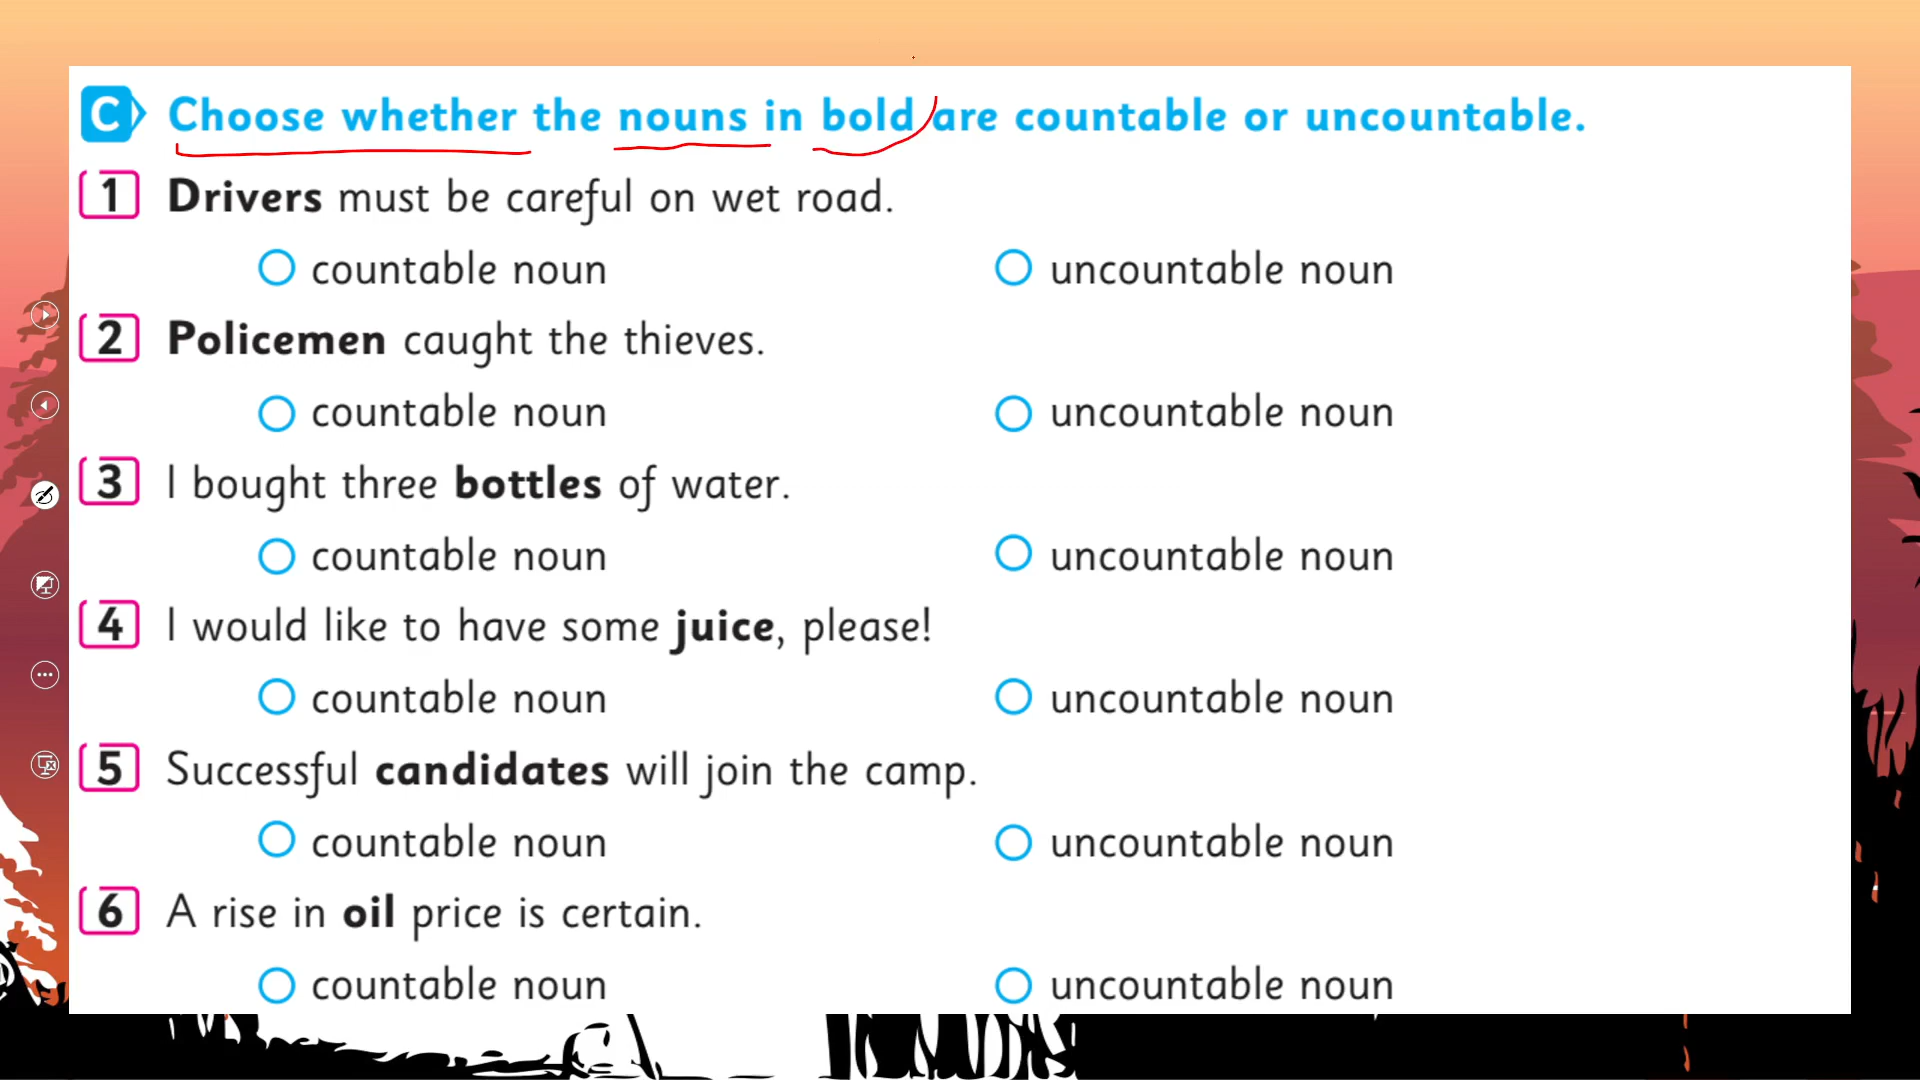 C Choose whether the nouns in bold are countable or uncountable.
1 Drivers must be careful on wet road.
countable noun uncountable noun
2 Policemen caught the thieves.
countable noun uncountable noun
3 I bought three bottles of water.
countable noun uncountable noun
4 I would like to have some juice, please!
countable noun uncountable noun
5 Successful candidates will join the camp.
countable noun uncountable noun
6 A rise in oil price is certain.
countable noun uncountable noun